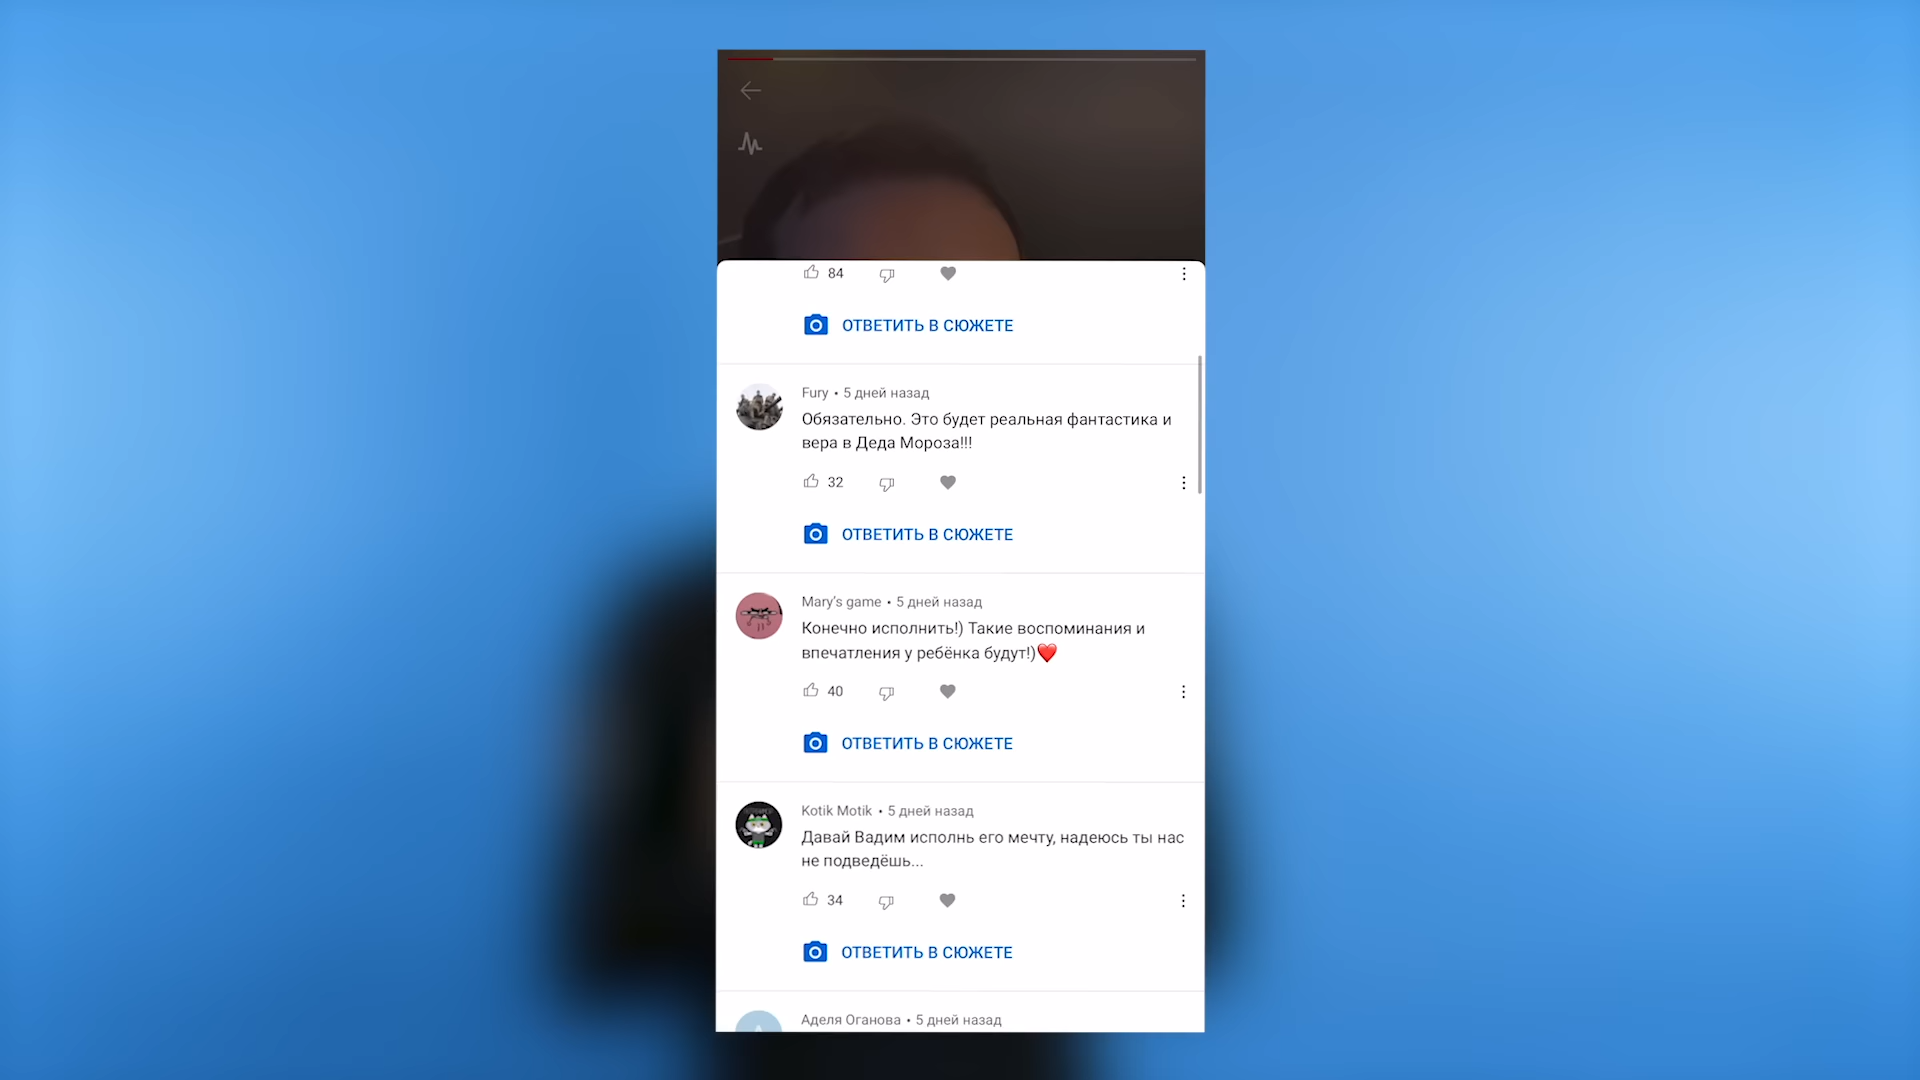 84
ОТВЕТИТЬ В СЮЖЕТЕ
Fury • 5 дней назад
Обязательно. Это будет реальная фантастика и
вера в Деда Мороза!!!
32
ОТВЕТИТЬ В СЮЖЕТЕ
Mary's game • 5 дней назад
Конечно исполнить!) Такие воспоминания и
впечатления у ребёнка будут!)❤️
40
ОТВЕТИТЬ В СЮЖЕТЕ
Kotik Motik • 5 дней назад
Давай Вадим исполнь его мечту, надеюсь ты нас
не подведёшь...
34
ОТВЕТИТЬ В СЮЖЕТЕ
Аделя Оганова • 5 дней назад